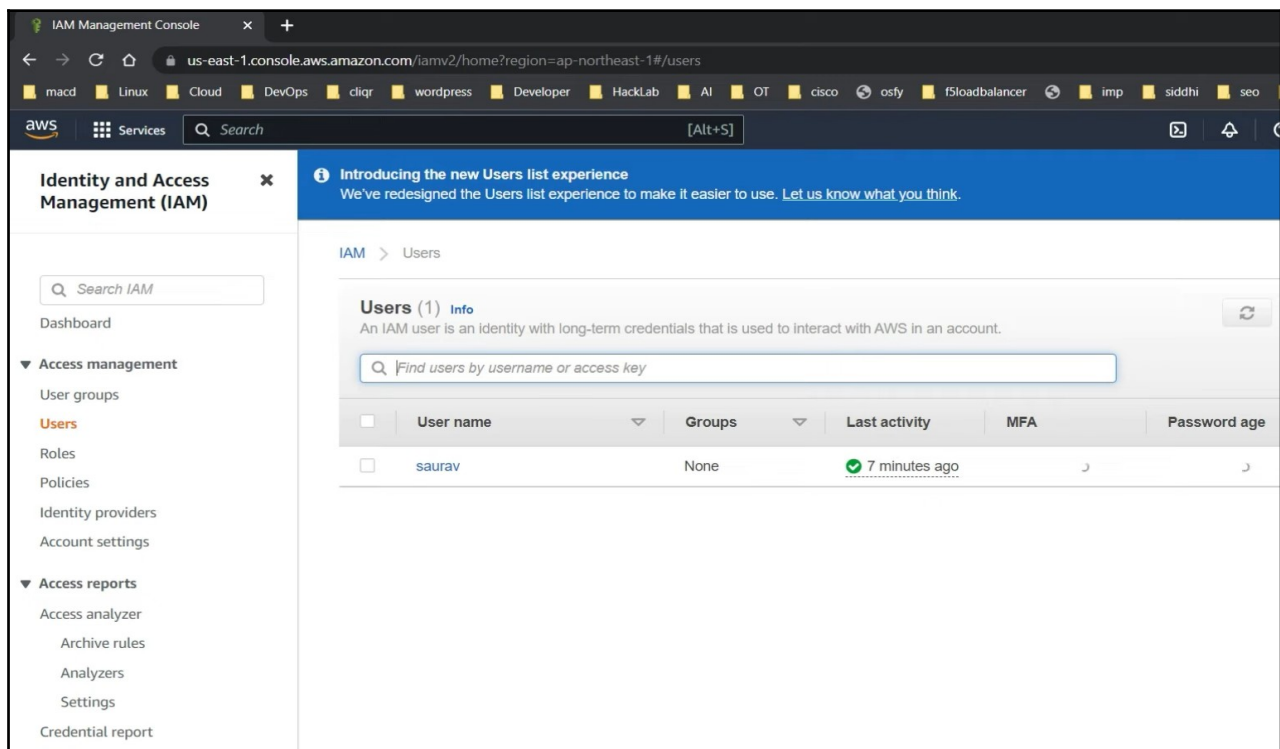 IAM Management Console
us-east-1.console.aws.amazon.com/iamv2/home?region=ap-northeast-1#/users
macd Linux Cloud DevOps cliqr wordpress Developer HackLab AI OT cisco osfy f5loadbalancer imp siddhi seo
aws Services Search [Alt+S]
Identity and Access
Management (IAM)
Search IAM
Dashboard
Access management
User groups
Users
Roles
Policies
Identity providers
Account settings
Access reports
Access analyzer
Archive rules
Analyzers
Settings
Credential report
Introducing the new Users list experience
We've redesigned the Users list experience to make it easier to use. Let us know what you think.
IAM > Users
Users (1) Info
An IAM user is an identity with long-term credentials that is used to interact with AWS in an account.
Find users by username or access key
User name Groups Last activity MFA Password age
saurav None 7 minutes ago